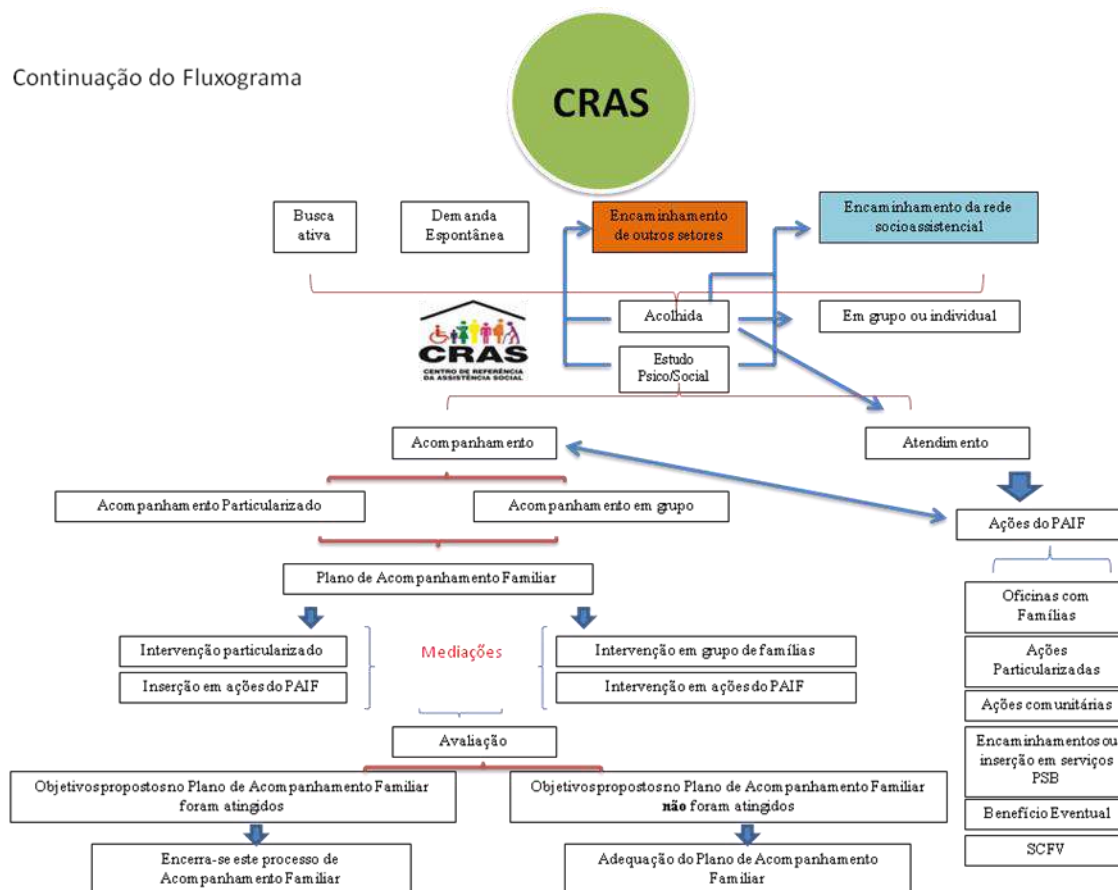 Continuação do Fluxograma
CRAS
Busca
ativa
Demanda
Espontânea
Encaminhamento
de outros setores
Encaminhamento da rede
socioassistencial
CRAS
CENTRO DE REFERÊNCIA
DA ASSISTÊNCIA SOCIAL
Acolhida
Em grupo ou individual
Estudo
Psico/Social
Acompanhamento
Atendimento
Acompanhamento Particularizado
Acompanhamento em grupo
Ações do PAIF
Plano de Acompanhamento Familiar
Oficinas com
Famílias
Intervenção particularizado
Mediações
Intervenção em grupo de famílias
Ações
Particularizadas
Inserção em ações do PAIF
Intervenção em ações do PAIF
Ações comunitárias
Avaliação
Encaminhamentos ou
inserção em serviços
PSB
Objetivos propostos no Plano de Acompanhamento Familiar
foram atingidos
Objetivos propostos no Plano de Acompanhamento Familiar
não foram atingidos
Benefício Eventual
Encerra-se este processo de
Acompanhamento Familiar
Adequação do Plano de Acompanhamento
Familiar
SCFV